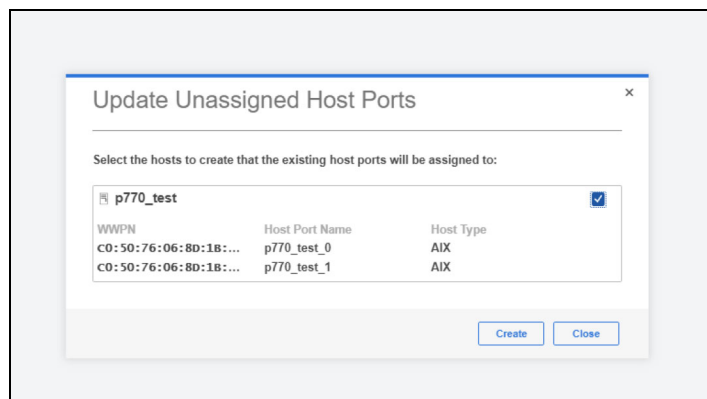 Update Unassigned Host Ports
Select the hosts to create that the existing host ports will be assigned to:
p770_test
WWPN Host Port Name Host Type
C0:50:76:06:8D:1B:... p770_test_0 AIX
C0:50:76:06:8D:1B:... p770_test_1 AIX
Create Close